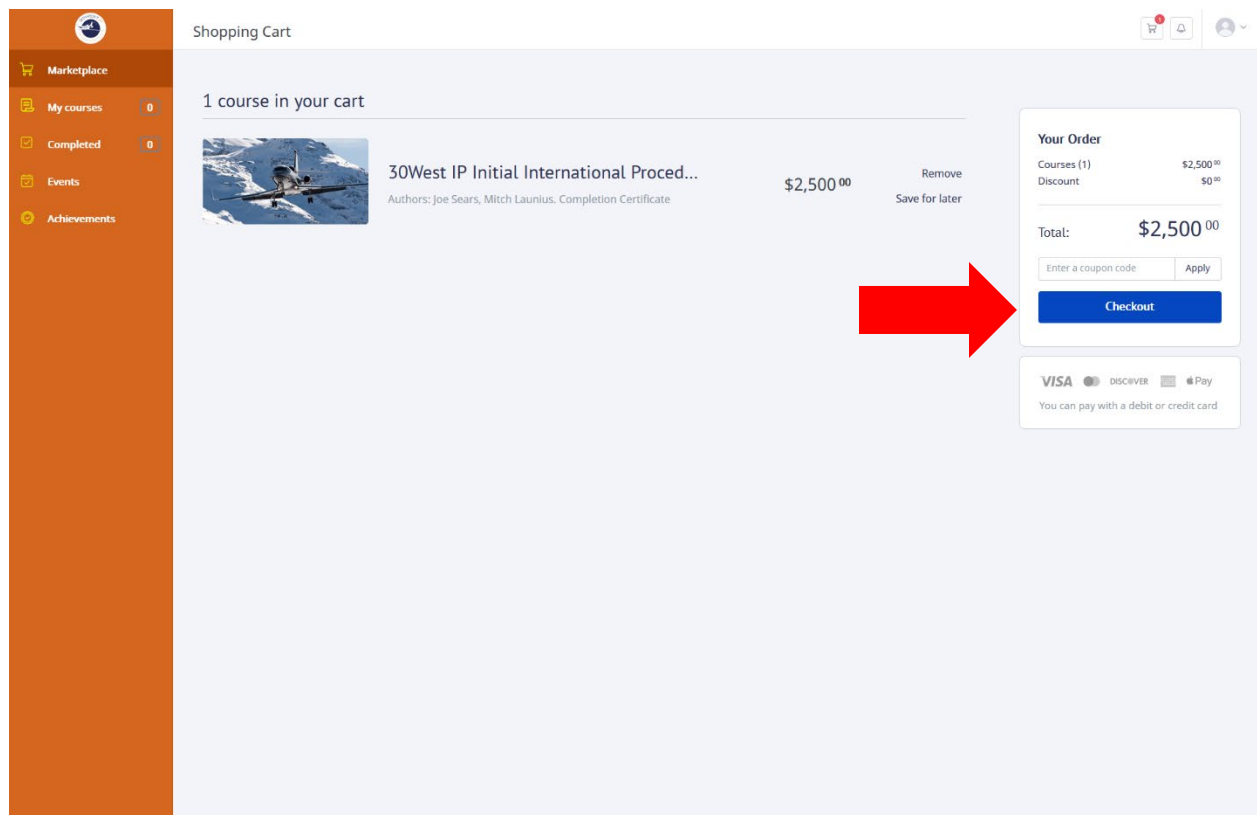 Shopping Cart
1
Marketplace
My courses 0
Completed 0
Events
Achievements
1 course in your cart
30West IP Initial International Proced...
Authors: Joe Sears, Mitch Launius. Completion Certificate
$2,500 00
Remove
Save for later
Your Order
Courses (1) $2,500 00
Discount $0 00
Total: $2,500 00
Enter a coupon code Apply
Checkout
VISA DISCOVER Pay
You can pay with a debit or credit card